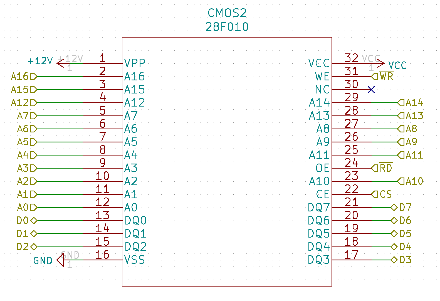 CMOS2
28F010
+12V +12V 1 1 VPP VCC 32 VCC 1 VCC
A16 2 A16 WE 31 WR
A15 3 A15 NC 30
A12 4 A12 A14 29 A14
A7 5 A7 A13 28 A13
A6 6 A6 A8 27 A8
A5 7 A5 A9 26 A9
A4 8 A4 A11 25 A11
A3 9 A3 OE 24 RD
A2 10 A2 A10 23 A10
A1 11 A1 CE 22 CS
A0 12 A0 DQ7 21 D7
D0 13 DQ0 DQ6 20 D6
D1 14 DQ1 DQ5 19 D5
D2 15 DQ2 DQ4 18 D4
GND GND 1 16 VSS DQ3 17 D3